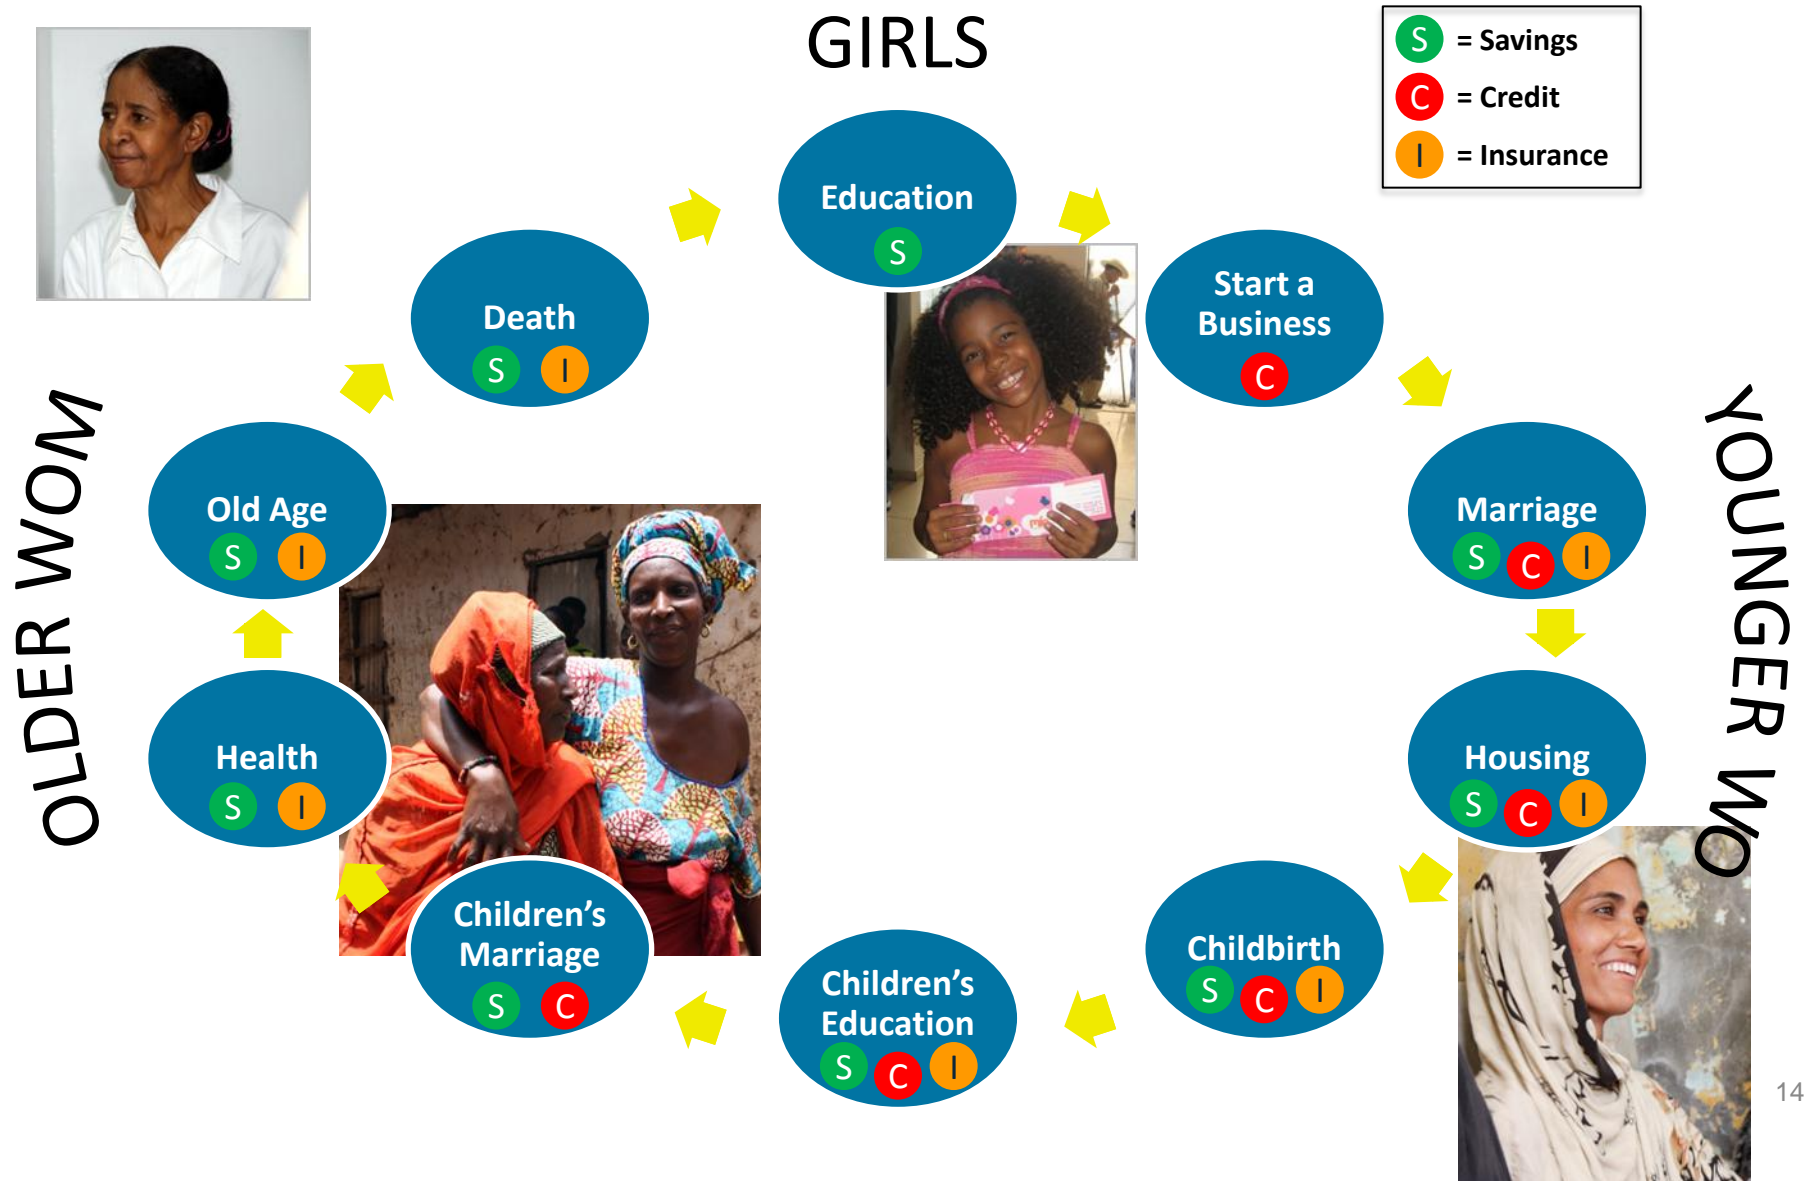 GIRLS
S = Savings
C = Credit
I = Insurance
Education
S
Start a
Business
C
Marriage
S C I
Housing
S C I
Childbirth
S C I
Children's
Education
S C I
Children's
Marriage
S C
Health
S I
Old Age
S I
Death
S I
OLDER WOM
YOUNGER WO
14